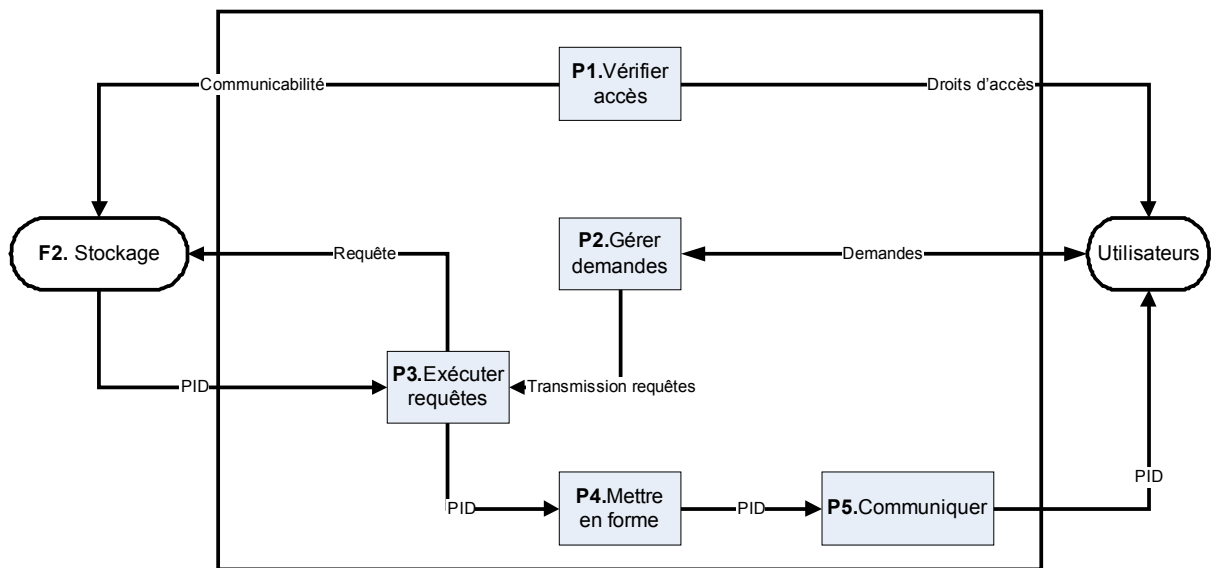 P1.Vérifier
accès
Communicabilité
Droits d'accès
F2. Stockage
Requête
P2.Gérer
demandes
Demandes
Utilisateurs
PID
P3.Exécuter
requêtes
Transmission requêtes
PID
P4.Mettre
en forme
PID
P5.Communiquer
PID